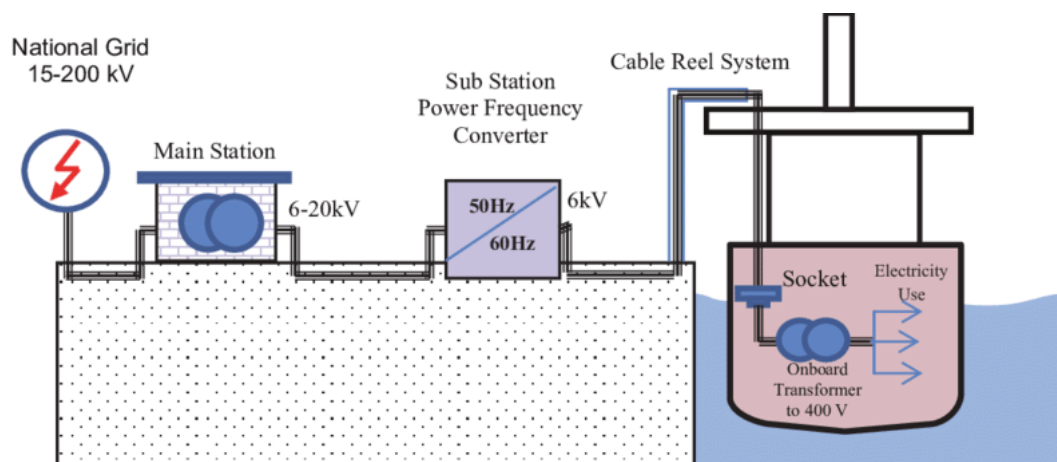 National Grid
15-200 kV
Main Station
6-20kV
Sub Station
Power Frequency
Converter
50Hz
60Hz
6kV
Cable Reel System
Socket
Electricity
Use
Onboard
Transformer
to 400 V